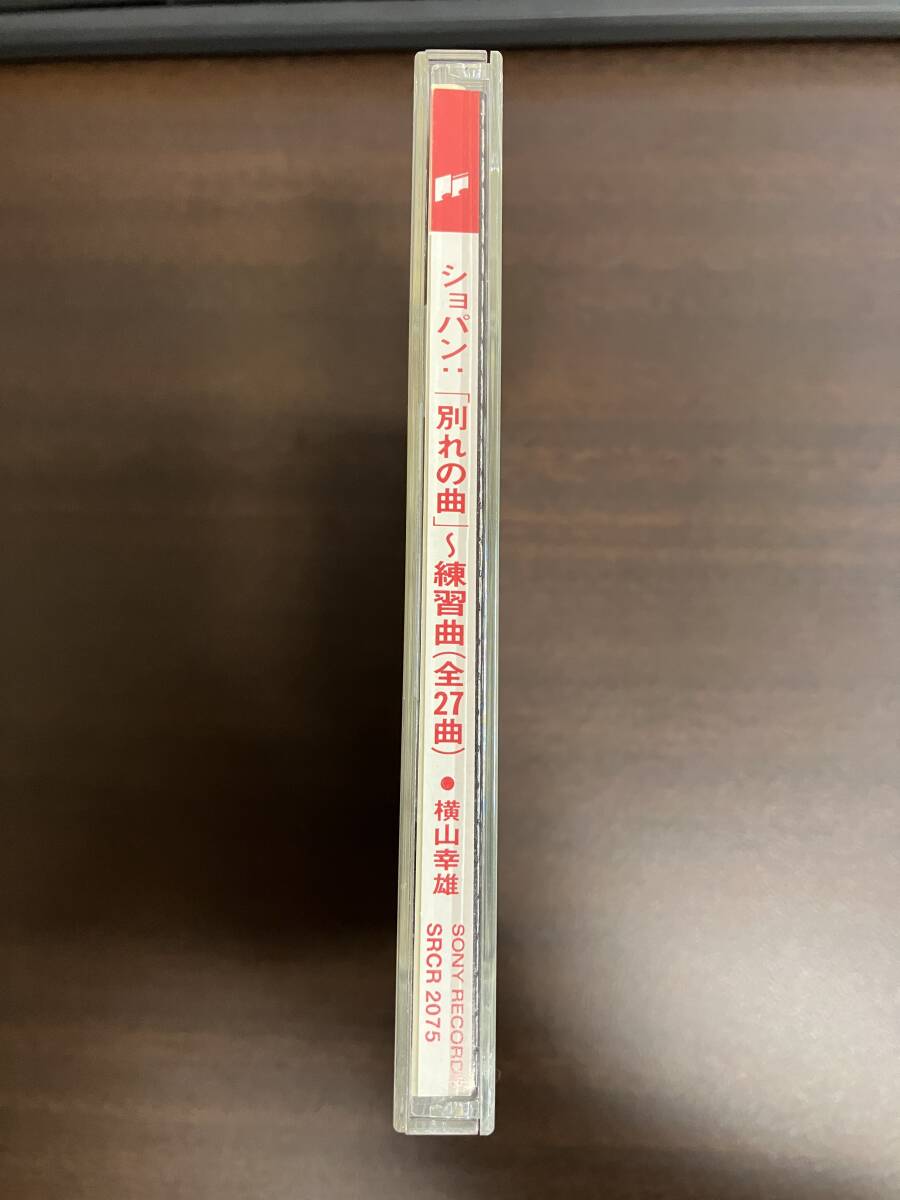 ショパン：「別れの曲」～練習曲（全27曲）●横山幸雄
SONY RECORDS
SRCR 2075